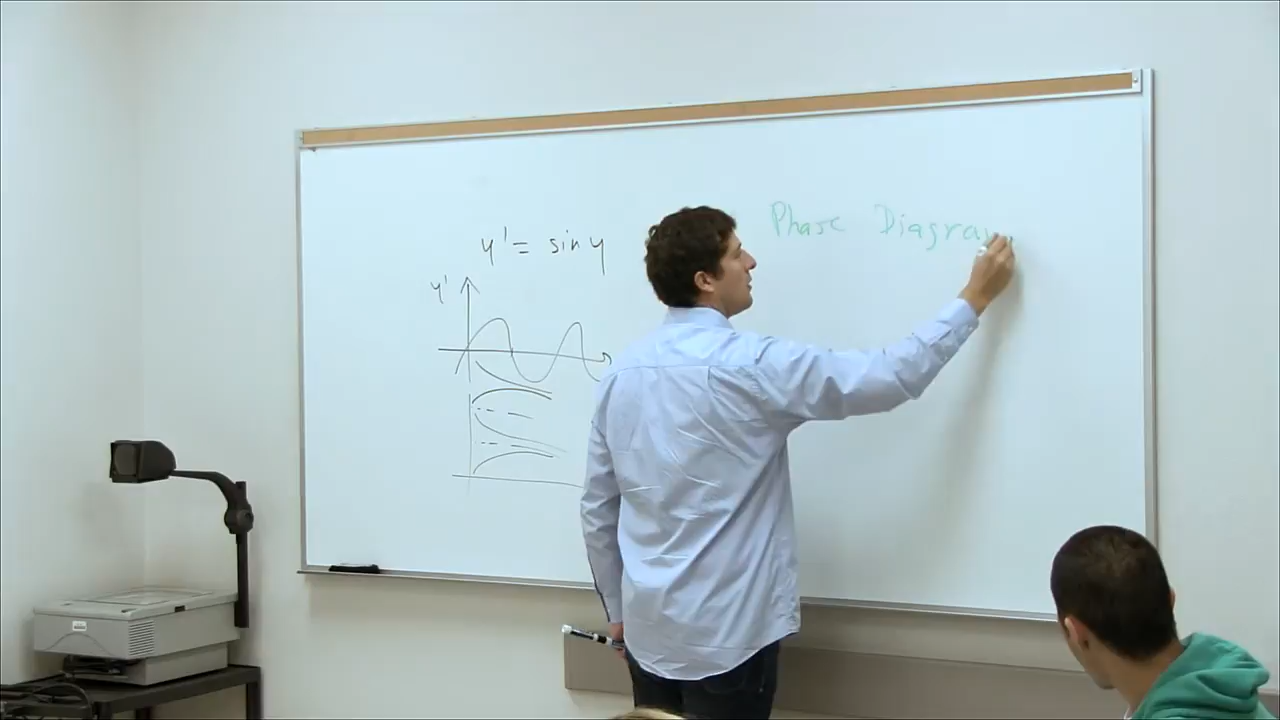 y' = sin y
y'
Phase Diagram